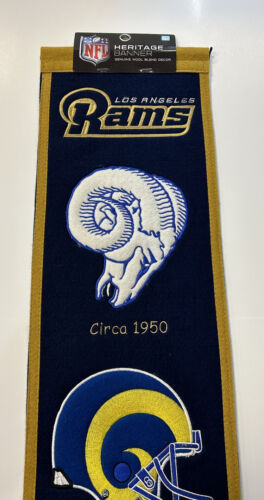 NFL
HERITAGE
BANNER
GENUINE WOOL BLEND DECOR
LOS ANGELES
Rams
Circa 1950